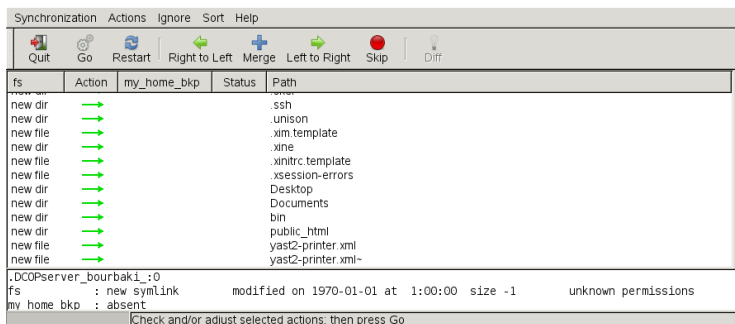 Synchronization Actions Ignore Sort Help
Quit Go Restart Right to Left Merge Left to Right Skip Diff
fs Action my_home_bkp Status Path
new dir .ssh
new dir .unison
new file .xim.template
new dir .xine
new file .xinitrc.template
new file .xsession-errors
new dir Desktop
new dir Documents
new dir bin
new dir public_html
new file yast2-printer.xml
new file yast2-printer.xml~
.DCOPserver_bourbaki_:0
fs : new symlink modified on 1970-01-01 at 1:00:00 size -1 unknown permissions
my home bkp : absent
Check and/or adjust selected actions; then press Go